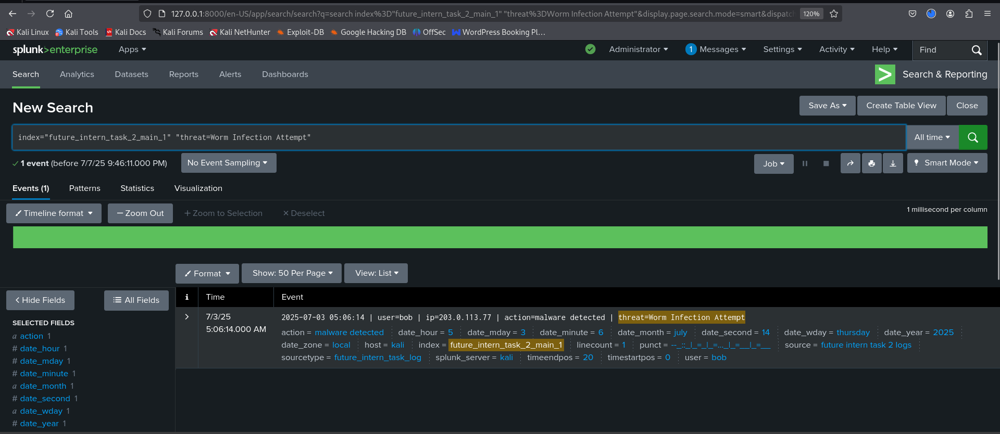 127.0.0.1:8000/en-US/app/search/search?q=search index%3D"future_intern_task_2_main_1" "threat%3DWorm Infection Attempt"&display.page.search.mode=smart&dispatch 120%
Kali Linux Kali Tools Kali Docs Kali Forums Kali NetHunter Exploit-DB Google Hacking DB OffSec WordPress Booking Pl…
splunk>enterprise Apps Administrator 1 Messages Settings Activity Help Find
Search Analytics Datasets Reports Alerts Dashboards Search & Reporting
New Search Save As Create Table View Close
index="future_intern_task_2_main_1" "threat=Worm Infection Attempt" All time
1 event (before 7/7/25 9:46:11.000 PM) No Event Sampling Job Smart Mode
Events (1) Patterns Statistics Visualization
Timeline format Zoom Out Zoom to Selection Deselect 1 millisecond per column
Format Show: 50 Per Page View: List
Hide Fields All Fields i Time Event
SELECTED FIELDS
a action 1
# date_hour 1
# date_mday 1
# date_minute 1
a date_month 1
# date_second 1
a date_wday 1
# date_year 1
7/3/25
5:06:14.000 AM
2025-07-03 05:06:14 | user=bob | ip=203.0.113.77 | action=malware detected | threat=Worm Infection Attempt
action = malware detected date_hour = 5 date_mday = 3 date_minute = 6 date_month = july date_second = 14 date_wday = thursday date_year = 2025
date_zone = local host = kali index = future_intern_task_2_main_1 linecount = 1 punct = --_::_|_=_|_=..._|_=__|_=__ source = future intern task 2 logs
sourcetype = future_intern_task_log splunk_server = kali timeendpos = 20 timestartpos = 0 user = bob